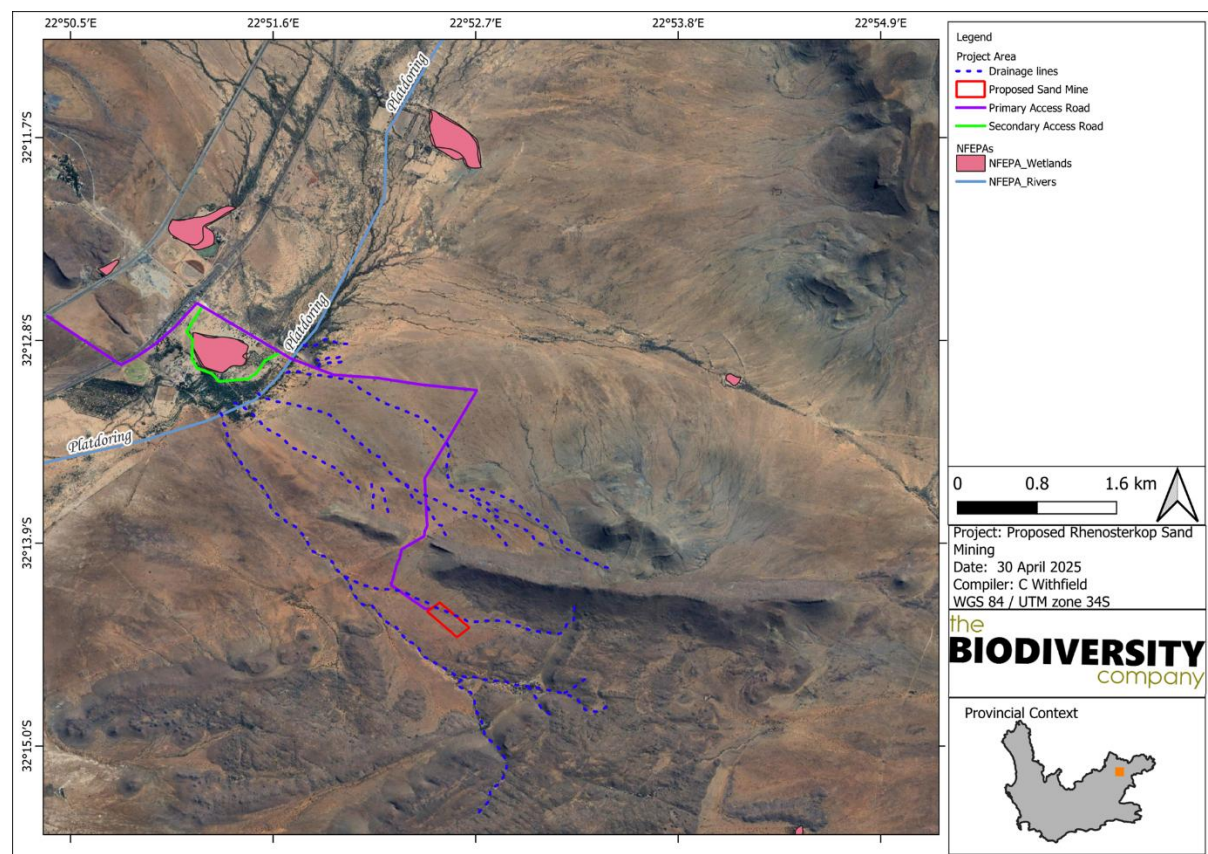 22°50.5'E
22°51.6'E
22°52.7'E
22°53.8'E
22°54.9'E
32°11.7'S
32°12.8'S
32°13.9'S
32°15.0'S
Platdoring
Platdoring
Platdoring
Legend
Project Area
Drainage lines
Proposed Sand Mine
Primary Access Road
Secondary Access Road
NFEPAs
NFEPA_Wetlands
NFEPA_Rivers
0 0.8 1.6 km
Project: Proposed Rhenosterkop Sand
Mining
Date: 30 April 2025
Compiler: C Withfield
WGS 84 / UTM zone 34S
the
BIODIVERSITY
company
Provincial Context